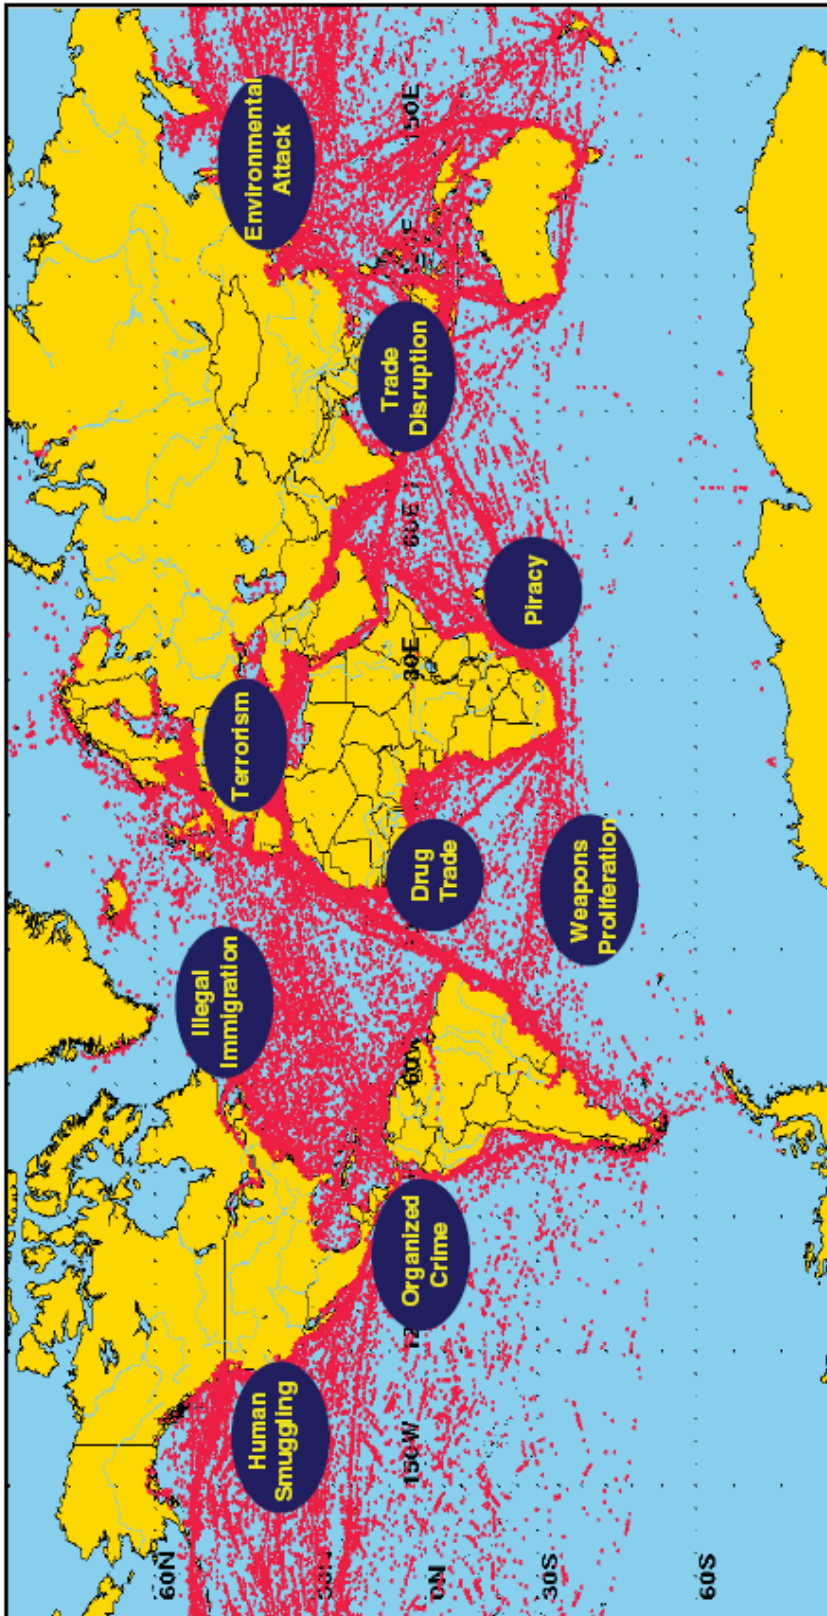 Human
Smuggling
Illegal
Immigration
Terrorism
Environmental
Attack
Organized
Crime
Drug
Trade
Trade
Disruption
Weapons
Proliferation
Piracy
60N
0N
30S
60S
150W
60W
30E
60E
150E